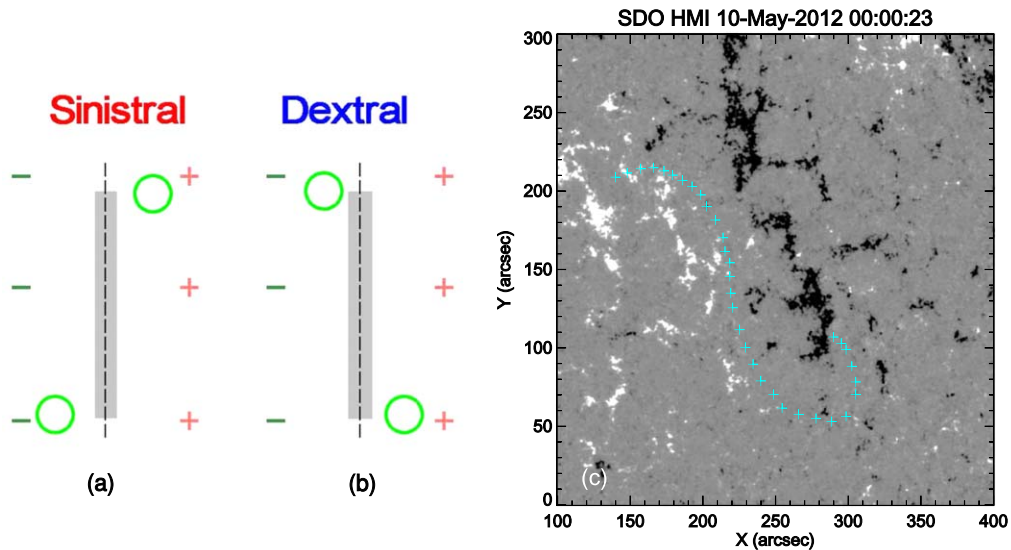 Sinistral
− +
− +
− +
(a)
Dextral
− +
− +
− +
(b)
SDO HMI 10-May-2012 00:00:23
Y (arcsec)
300
250
200
150
100
50
0
(c)
100 150 200 250 300 350 400
X (arcsec)